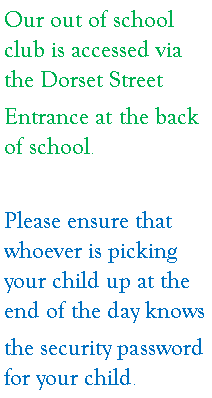 Our out of school
club is accessed via
the Dorset Street
Entrance at the back
of school.
Please ensure that
whoever is picking
your child up at the
end of the day knows
the security password
for your child.